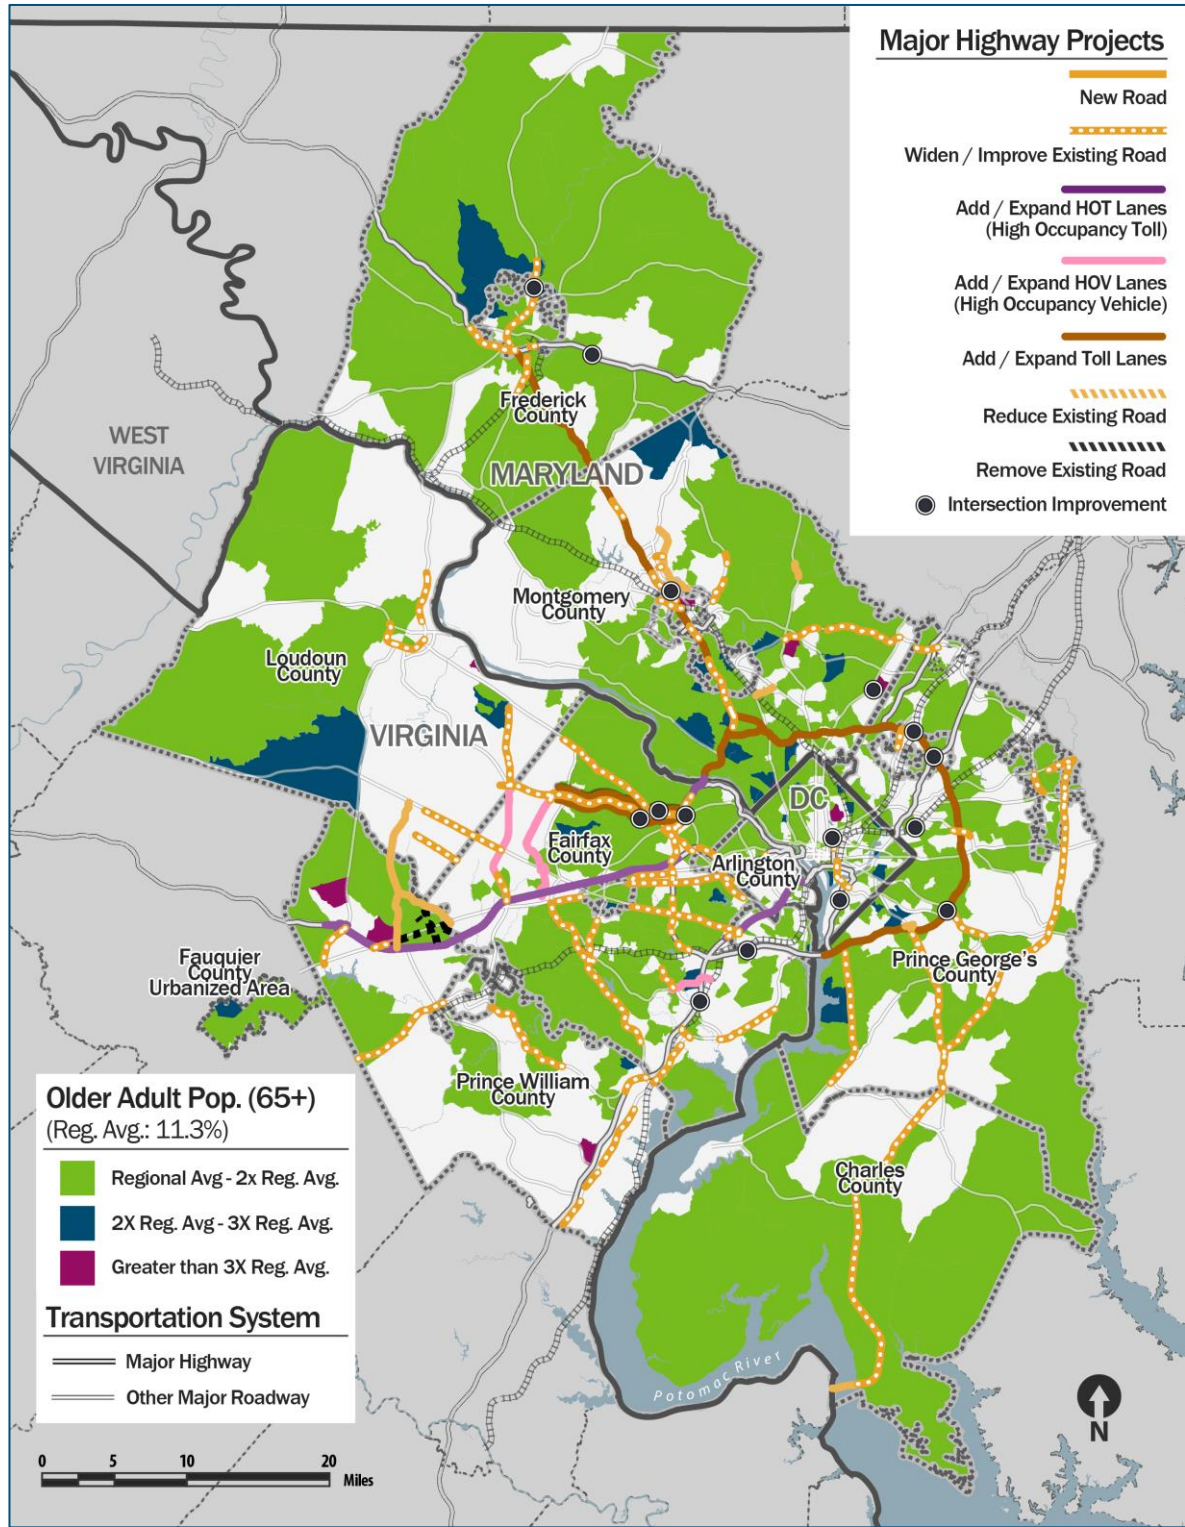 Major Highway Projects
New Road
Widen / Improve Existing Road
Add / Expand HOT Lanes
(High Occupancy Toll)
Add / Expand HOV Lanes
(High Occupancy Vehicle)
Add / Expand Toll Lanes
Reduce Existing Road
Remove Existing Road
Intersection Improvement
WEST
VIRGINIA
Frederick
County
MARYLAND
Montgomery
County
Loudoun
County
VIRGINIA
DC
Fairfax
County
Arlington
County
Fauquier
County
Urbanized Area
Prince George's
County
Prince William
County
Charles
County
Potomac River
Older Adult Pop. (65+)
(Reg. Avg.: 11.3%)
Regional Avg - 2x Reg. Avg.
2X Reg. Avg - 3X Reg. Avg.
Greater than 3X Reg. Avg.
Transportation System
Major Highway
Other Major Roadway
0 5 10 20
Miles
N